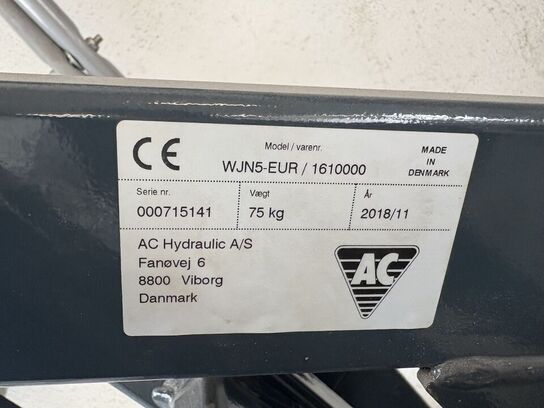 CE
Model / varenr.
WJN5-EUR / 1610000
MADE
IN
DENMARK
Serie nr.
000715141
Vægt
75 kg
År
2018/11
AC Hydraulic A/S
Fanøvej 6
8800 Viborg
Danmark
AC